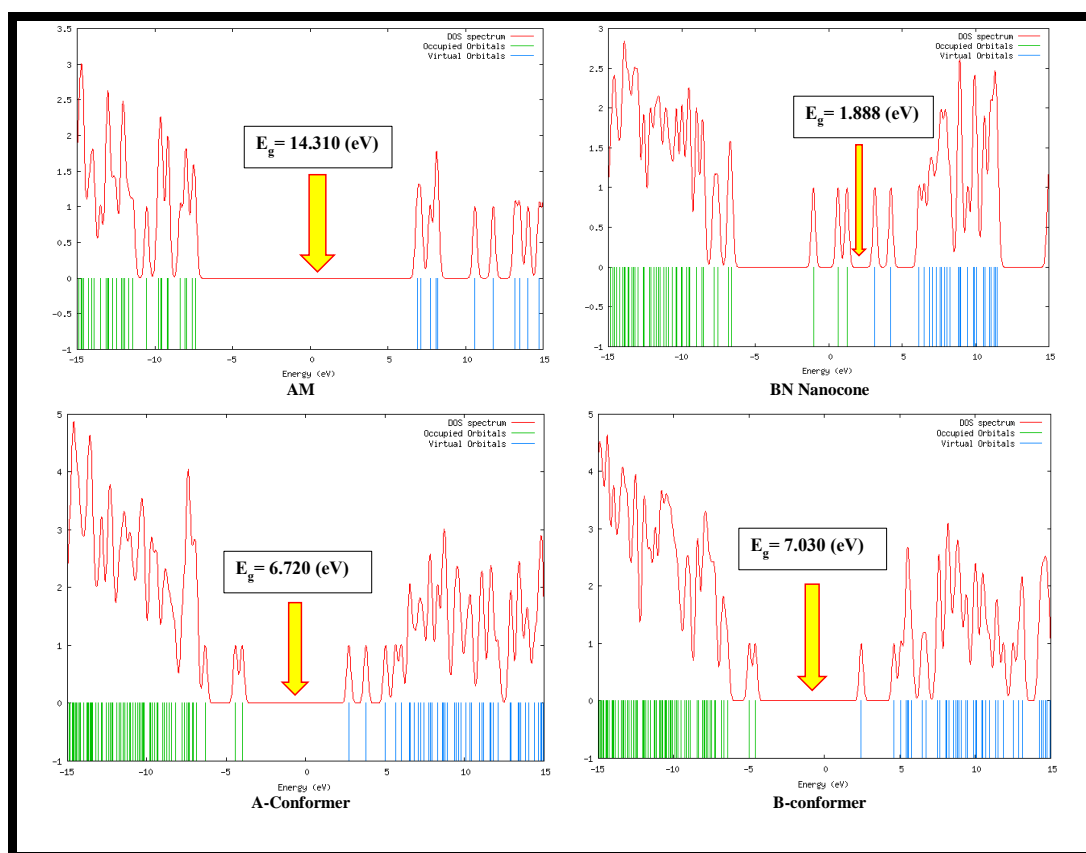 3.5
3
2.5
2
1.5
1
0.5
0
-0.5
-1
-15 -10 -5 0 5 10 15
Energy (eV)
DOS spectrum
Occupied Orbitals
Virtual Orbitals
E_g= 14.310 (eV)
AM
3
2.5
2
1.5
1
0.5
0
-0.5
-1
-15 -10 -5 0 5 10 15
Energy (eV)
DOS spectrum
Occupied Orbitals
Virtual Orbitals
E_g= 1.888 (eV)
BN Nanocone
5
4
3
2
1
0
-1
-15 -10 -5 0 5 10 15
Energy (eV)
DOS spectrum
Occupied Orbitals
Virtual Orbitals
E_g= 6.720 (eV)
A-Conformer
5
4
3
2
1
0
-1
-15 -10 -5 0 5 10 15
Energy (eV)
DOS spectrum
Occupied Orbitals
Virtual Orbitals
E_g= 7.030 (eV)
B-conformer